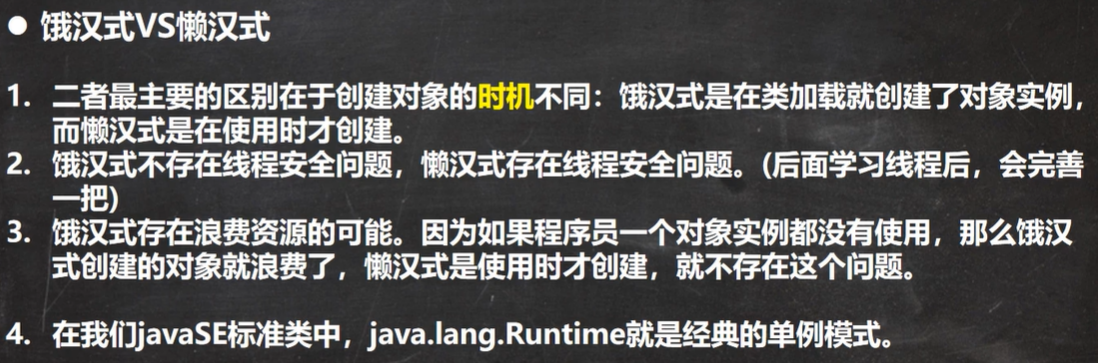 ● 饿汉式VS懒汉式
1. 二者最主要的区别在于创建对象的时机不同：饿汉式是在类加载就创建了对象实例，
而懒汉式是在使用时才创建。
2. 饿汉式不存在线程安全问题，懒汉式存在线程安全问题。(后面学习线程后，会完善
一把)
3. 饿汉式存在浪费资源的可能。因为如果程序员一个对象实例都没有使用，那么饿汉
式创建的对象就浪费了，懒汉式是使用时才创建，就不存在这个问题。
4. 在我们javaSE标准类中，java.lang.Runtime就是经典的单例模式。